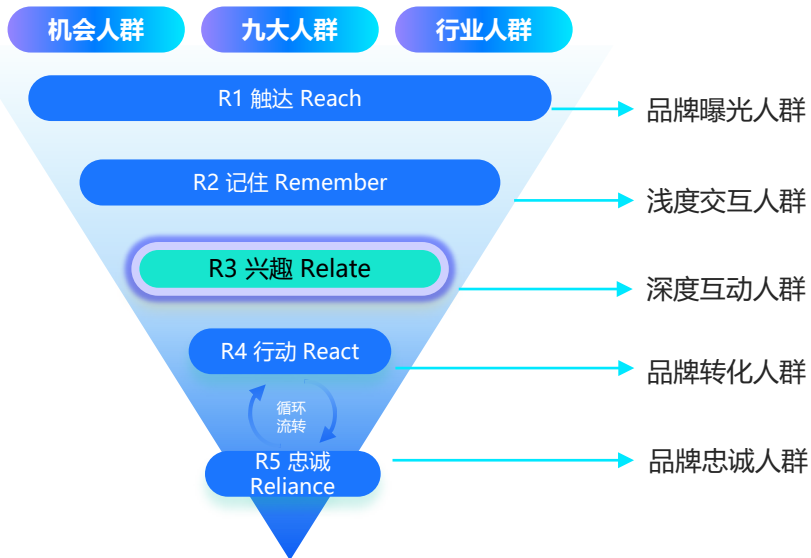 机会人群 九大人群 行业人群
R1 触达 Reach
品牌曝光人群
R2 记住 Remember
浅度交互人群
R3 兴趣 Relate
深度互动人群
R4 行动 React
品牌转化人群
循环
流转
R5 忠诚
Reliance
品牌忠诚人群